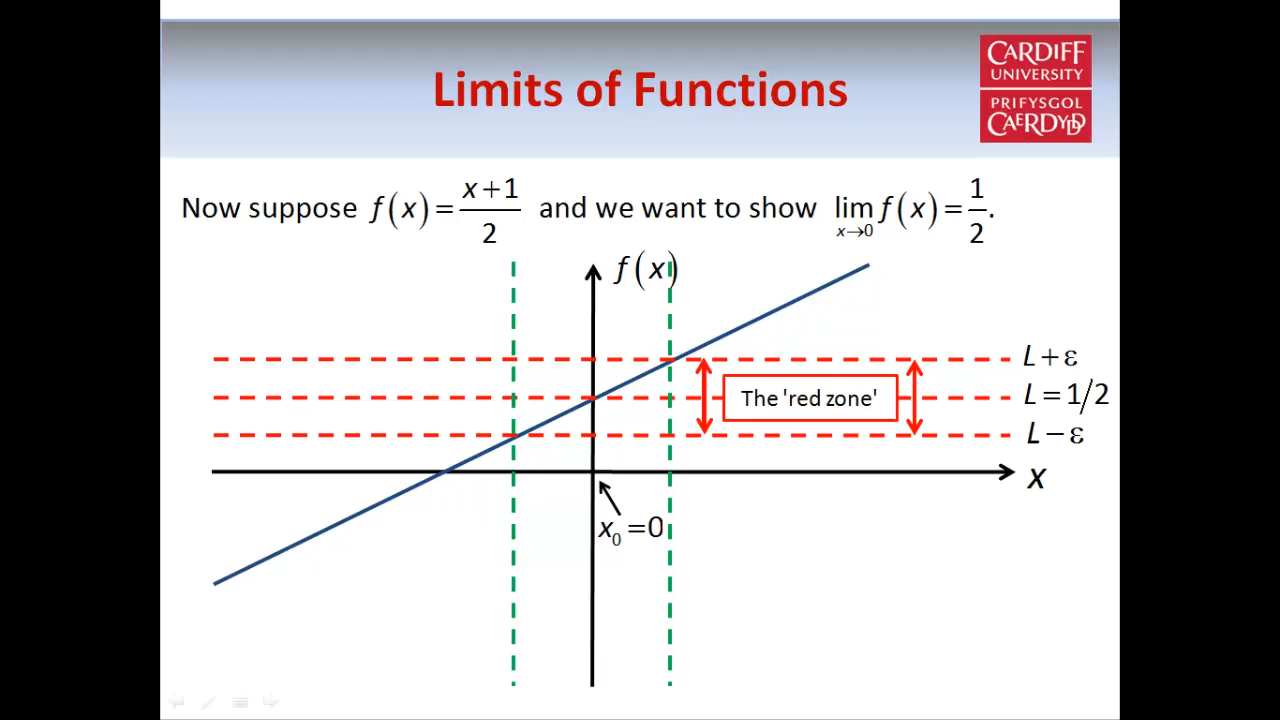 Limits of Functions
CARDIFF
UNIVERSITY
PRIFYSGOL
CAERDYDD
Now suppose f(x) = (x+1)/2 and we want to show lim x→0 f(x) = 1/2.
f(x)
L+ε
The 'red zone'
L=1/2
L−ε
x
x₀=0